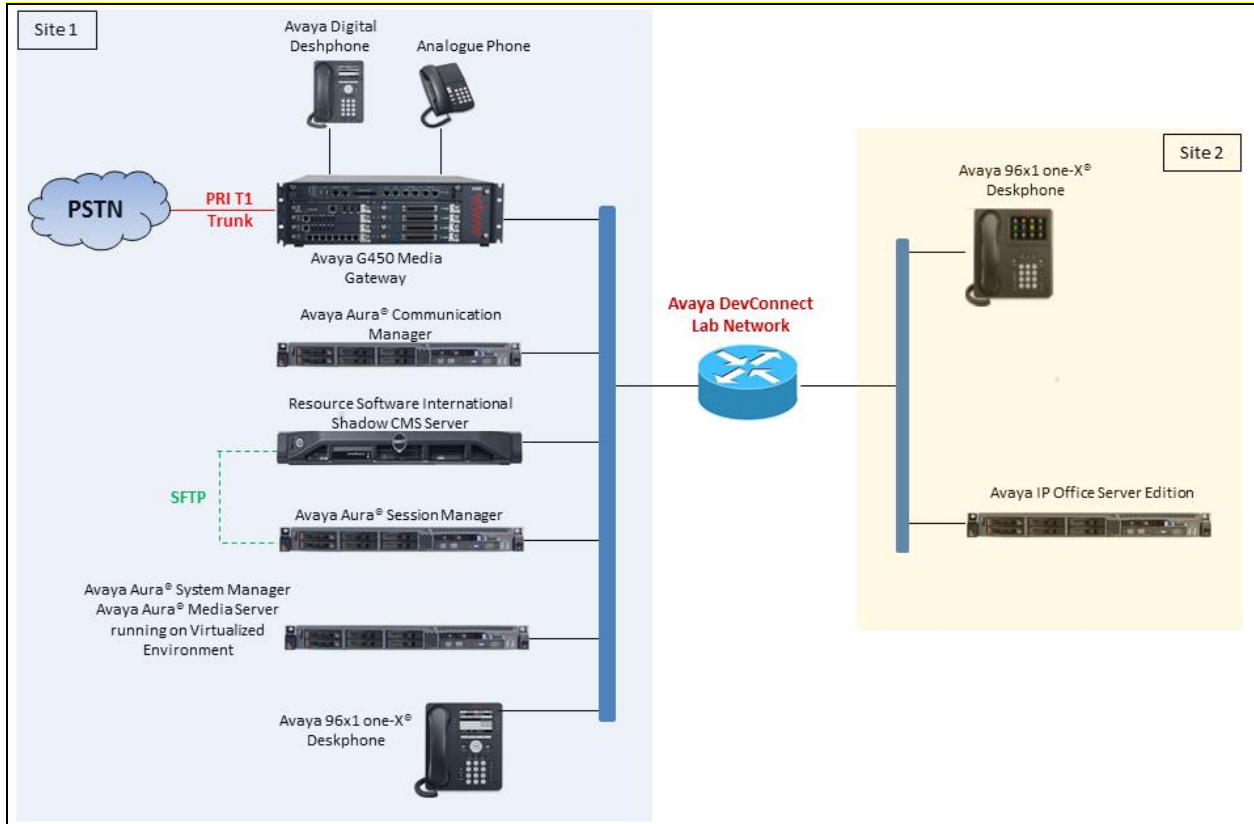 Site 1
Avaya Digital
Deshphone
Analogue Phone
PSTN
PRI T1
Trunk
Avaya G450 Media
Gateway
Avaya Aura® Communication
Manager
Resource Software International
Shadow CMS Server
SFTP
Avaya Aura® Session Manager
Avaya Aura® System Manager
Avaya Aura® Media Server
running on Virtualized
Environment
Avaya 96x1 one-X®
Deskphone
Avaya DevConnect
Lab Network
Site 2
Avaya 96x1 one-X®
Deskphone
Avaya IP Office Server Edition